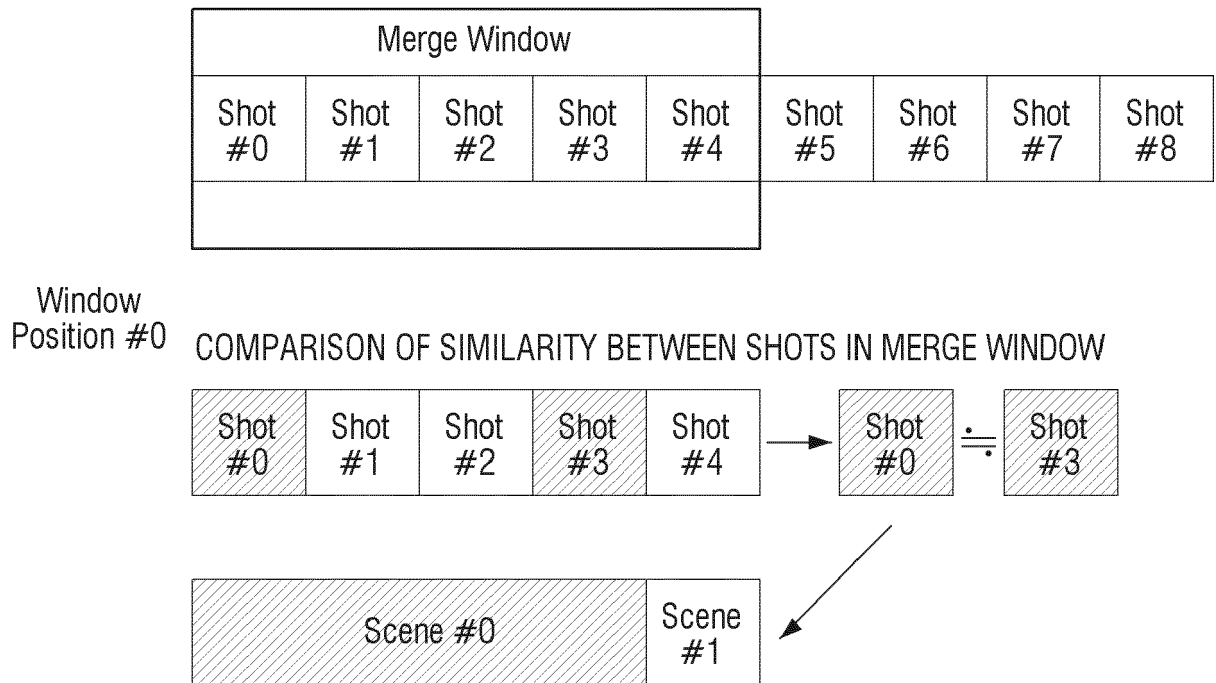 Merge Window
Shot #0 Shot #1 Shot #2 Shot #3 Shot #4 Shot #5 Shot #6 Shot #7 Shot #8
Window
Position #0
COMPARISON OF SIMILARITY BETWEEN SHOTS IN MERGE WINDOW
Shot #0 Shot #1 Shot #2 Shot #3 Shot #4 Shot #0 ≒ Shot #3
Scene #0 Scene #1